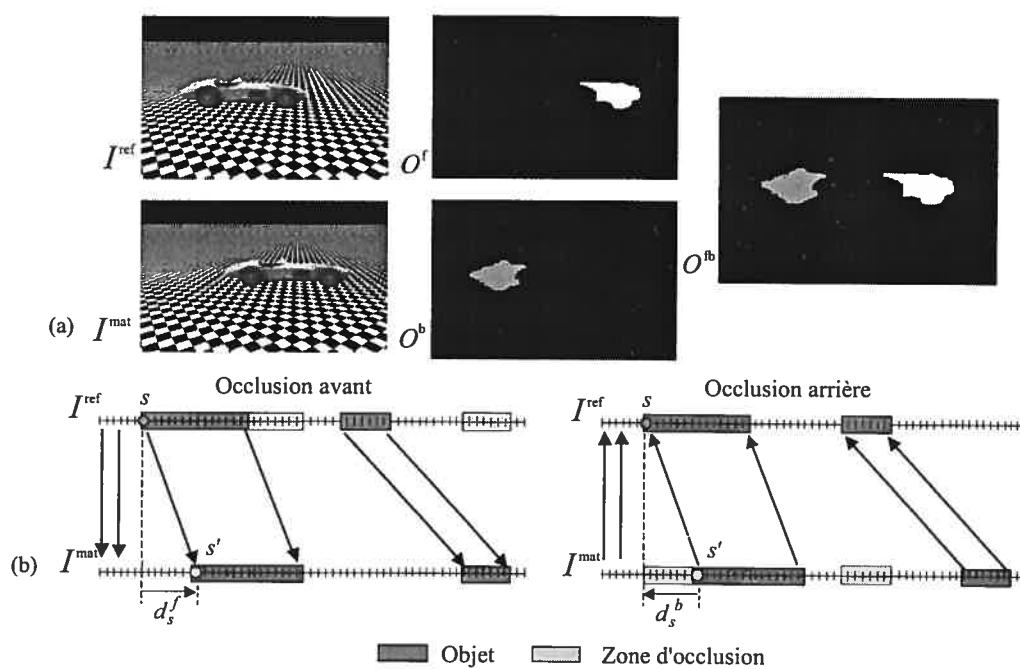 I^ref
O^f
O^fb
(a) I^mat
O^b
Occlusion avant
Occlusion arrière
I^ref
s
I^ref
s
(b) I^mat
s'
I^mat
s'
d_s^f
d_s^b
Objet
Zone d'occlusion